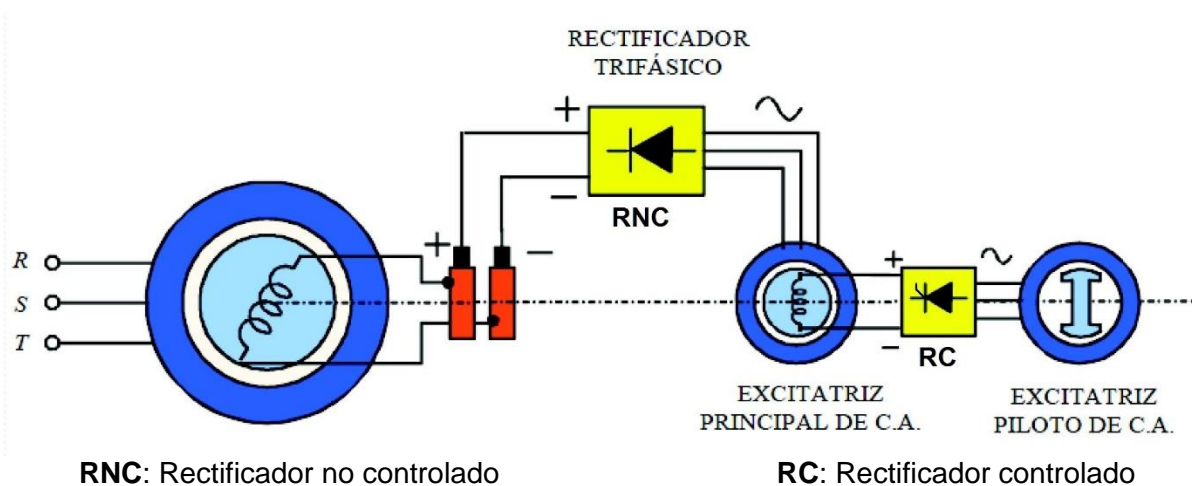 RECTIFICADOR
TRIFÁSICO
+
RNC
−
+
−
R
S
T
+
−
RC
EXCITATRIZ
PRINCIPAL DE C.A.
EXCITATRIZ
PILOTO DE C.A.
RNC: Rectificador no controlado
RC: Rectificador controlado